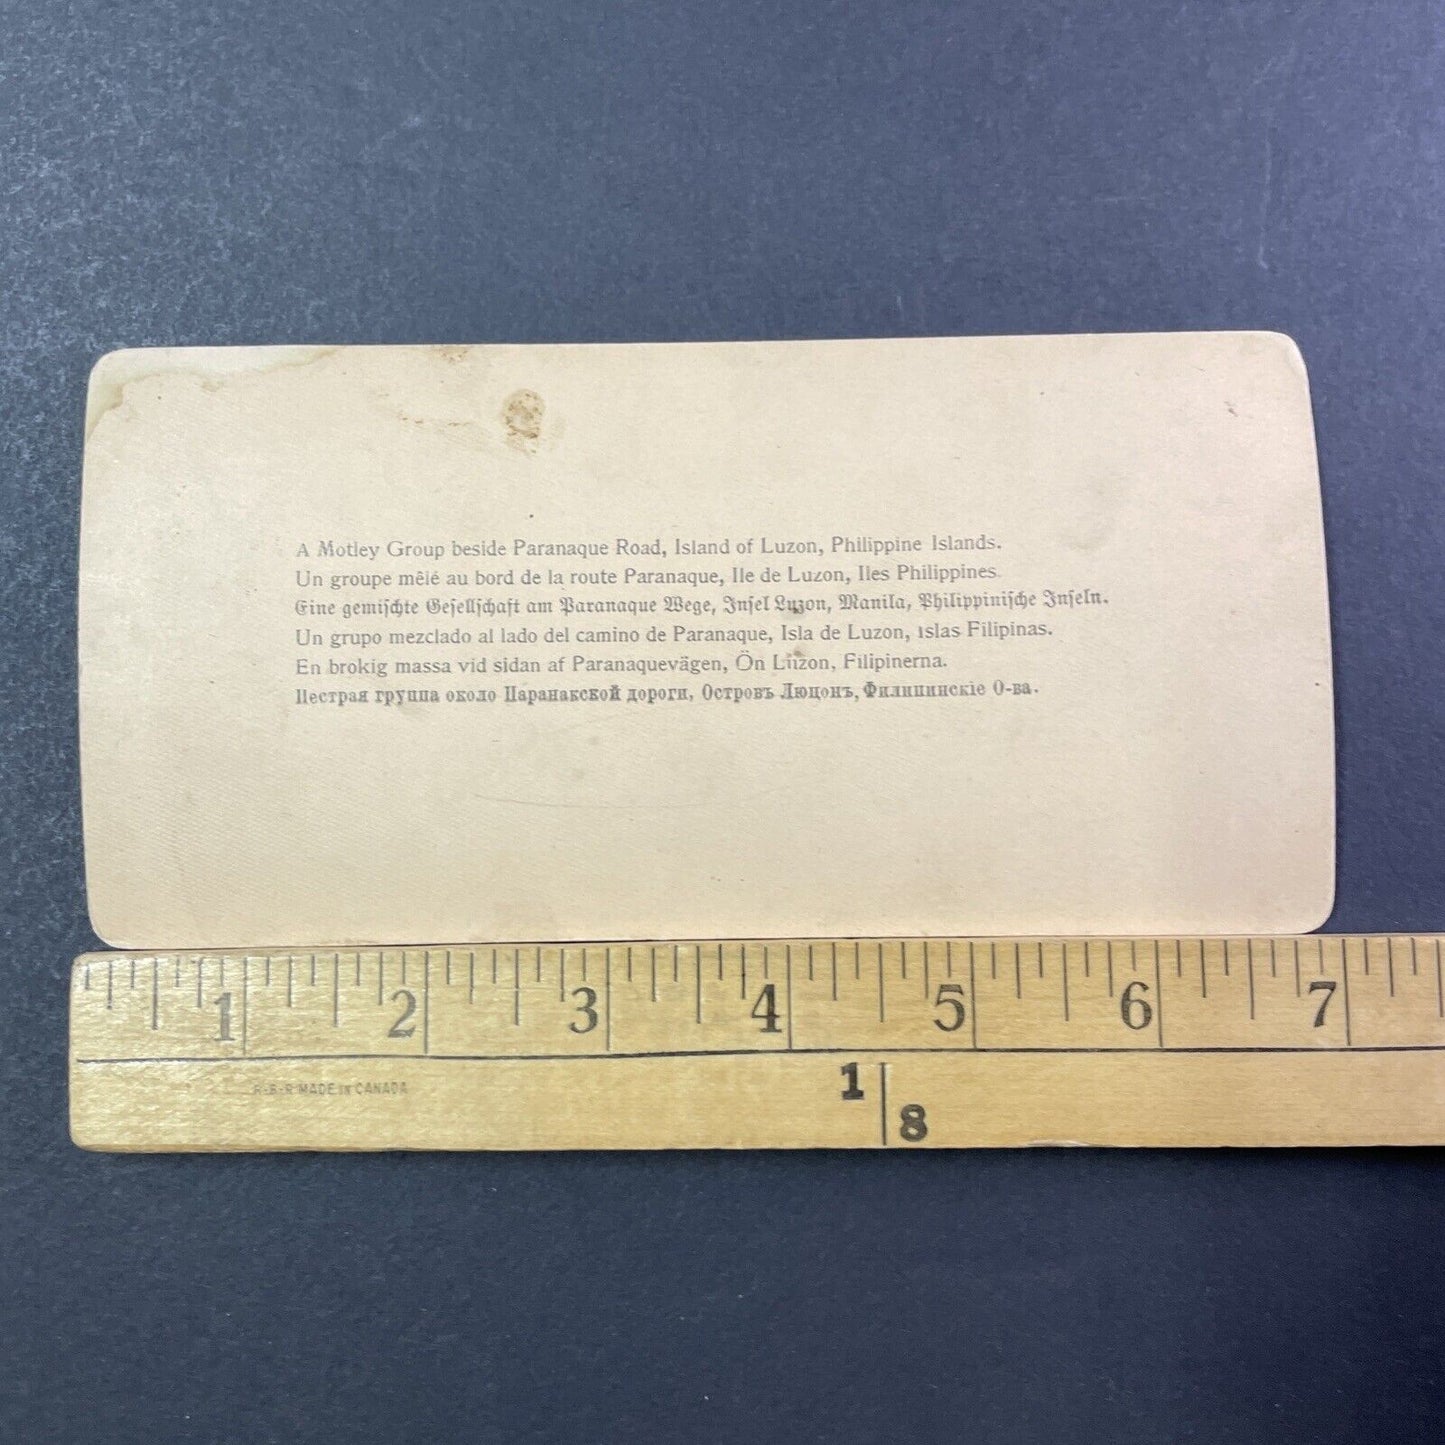 A Motley Group beside Paranaque Road, Island of Luzon, Philippine Islands.
Un groupe mêlé au bord de la route Paranaque, Ile de Luzon, Iles Philippines.
Eine gemischte Gesellschaft am Paranaque Wege, Insel Luzon, Manila, Philippinische Inseln.
Un grupo mezclado al lado del camino de Paranaque, Isla de Luzon, Islas Filipinas.
En brokig massa vid sidan af Paranaquevägen, Ön Luzon, Filipinerna.
Пестрая группа около Паранакской дороги, Островъ Люцонъ, Филиппинскіе О-ва.
1 2 3 4 5 6 7
R·B·R MADE IN CANADA
1 8